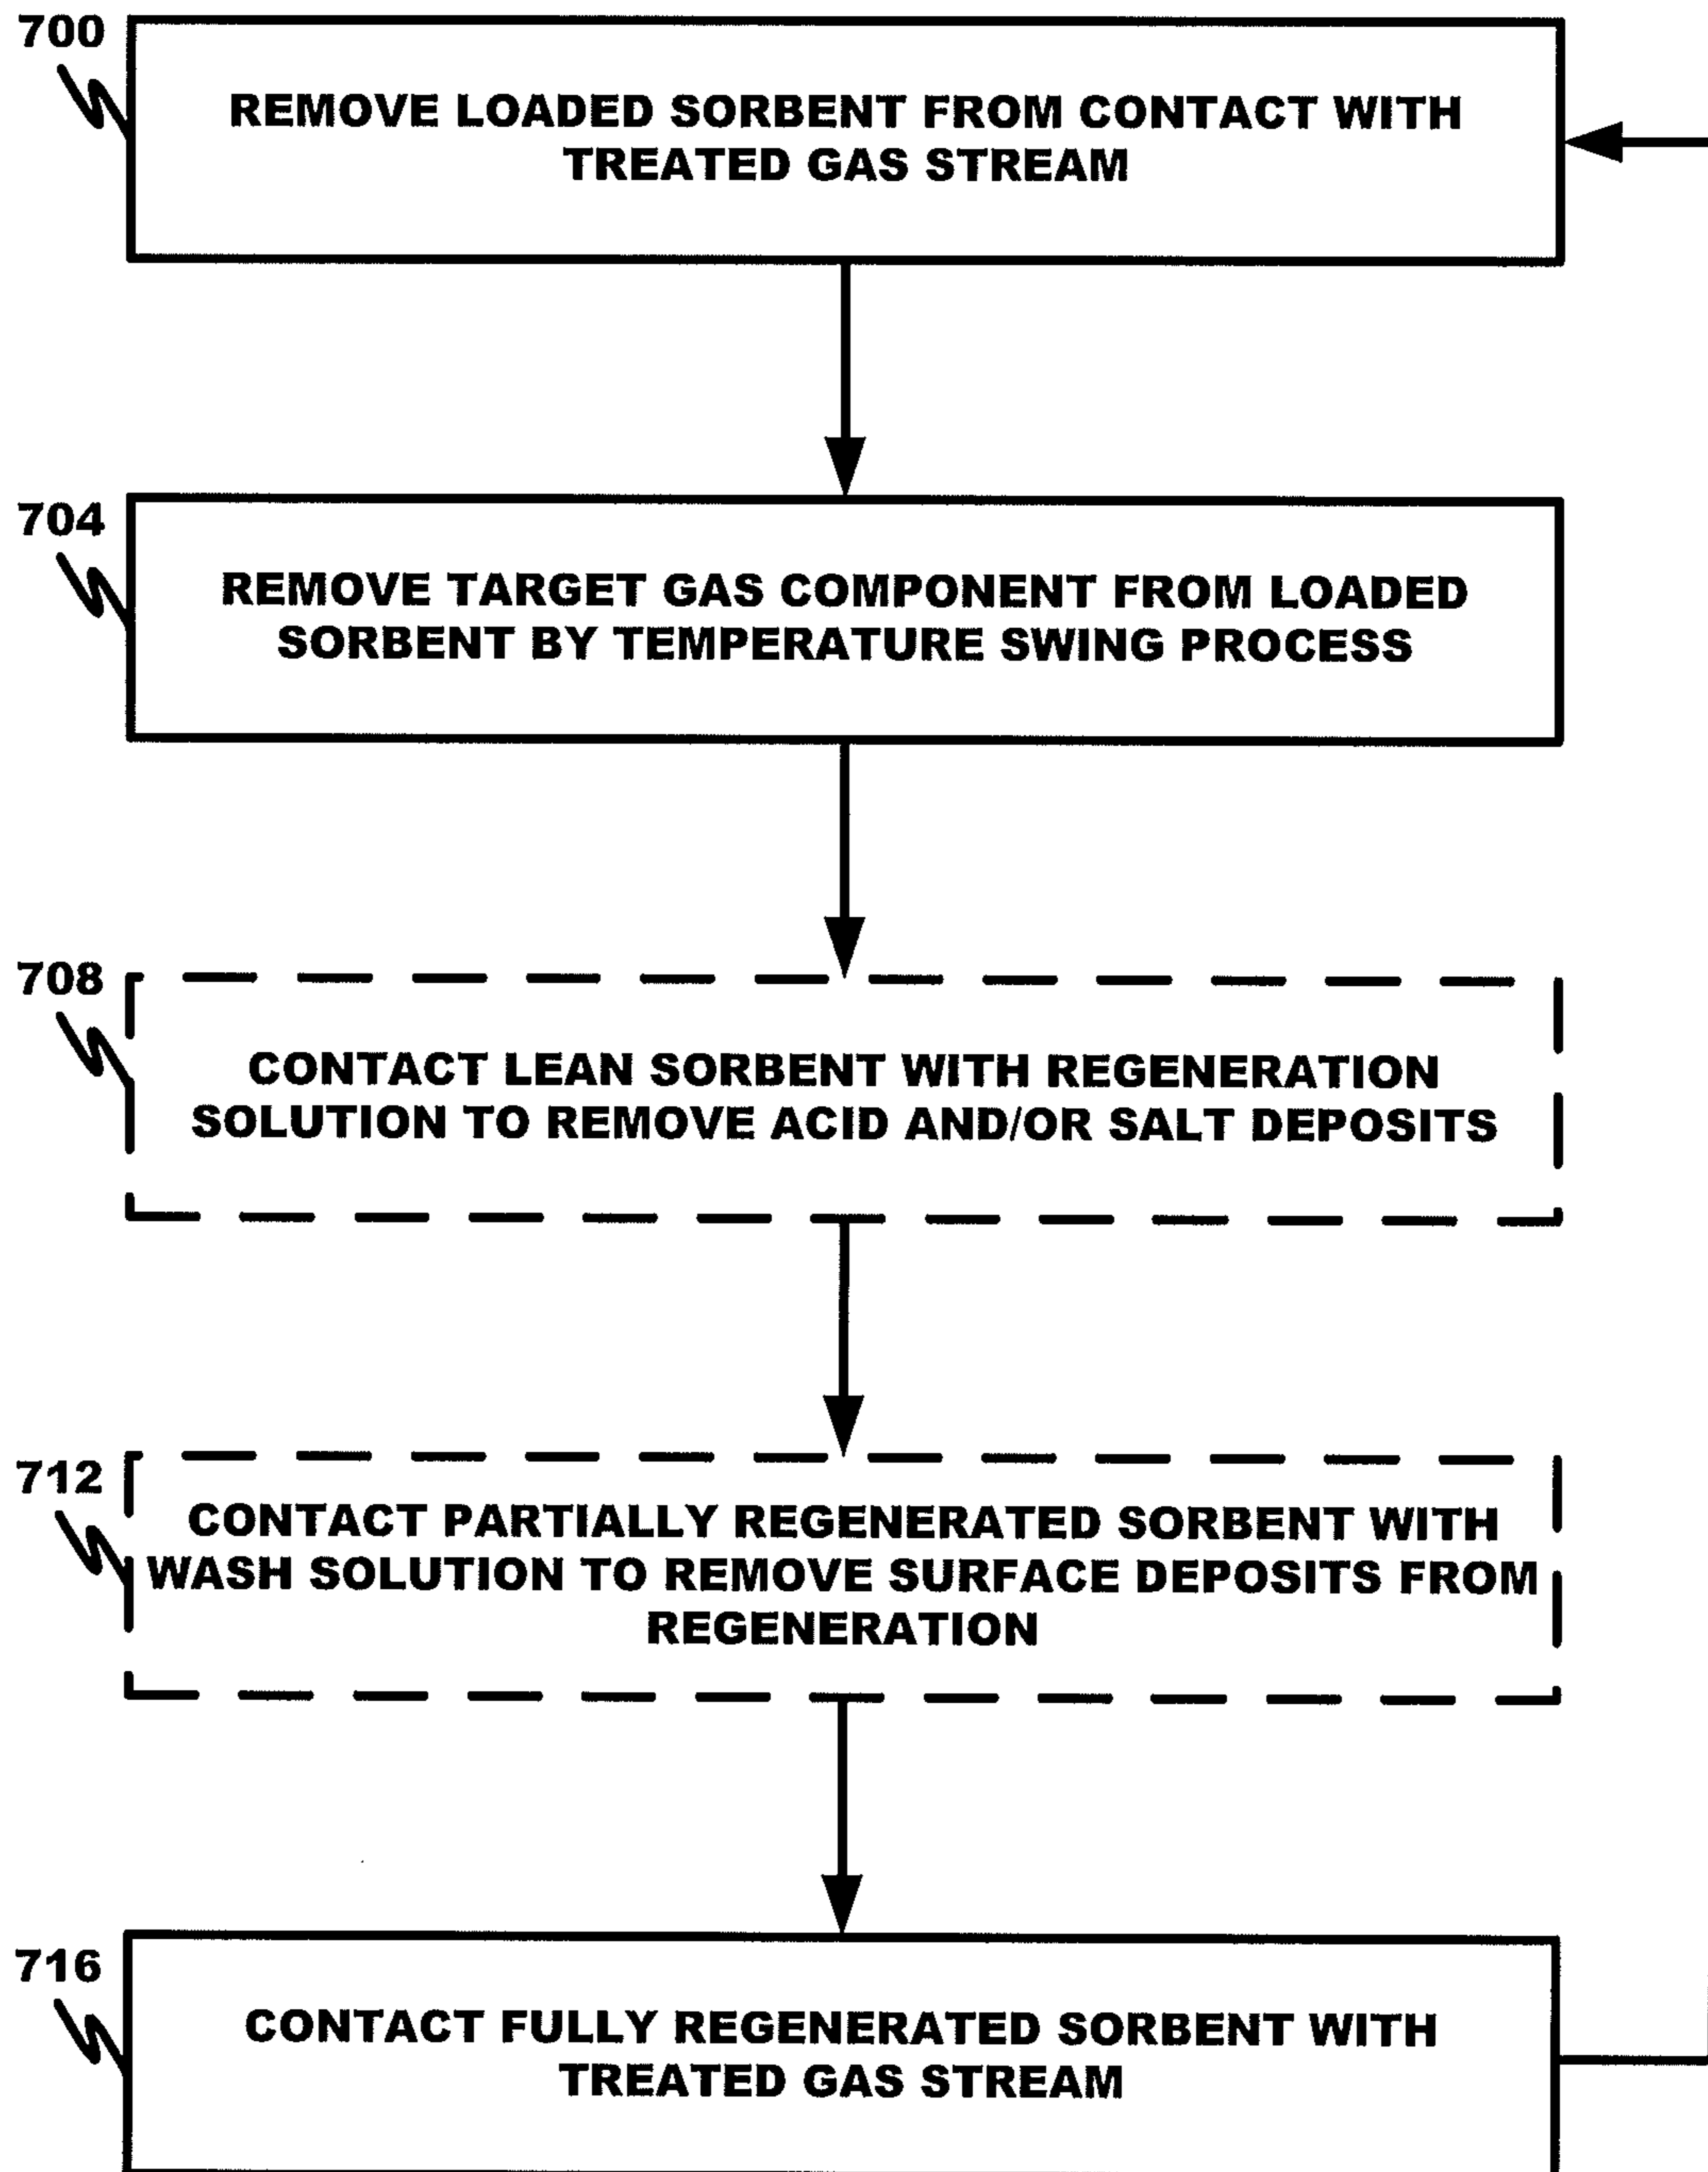 700
REMOVE LOADED SORBENT FROM CONTACT WITH
TREATED GAS STREAM
704
REMOVE TARGET GAS COMPONENT FROM LOADED
SORBENT BY TEMPERATURE SWING PROCESS
708
CONTACT LEAN SORBENT WITH REGENERATION
SOLUTION TO REMOVE ACID AND/OR SALT DEPOSITS
712
CONTACT PARTIALLY REGENERATED SORBENT WITH
WASH SOLUTION TO REMOVE SURFACE DEPOSITS FROM
REGENERATION
716
CONTACT FULLY REGENERATED SORBENT WITH
TREATED GAS STREAM